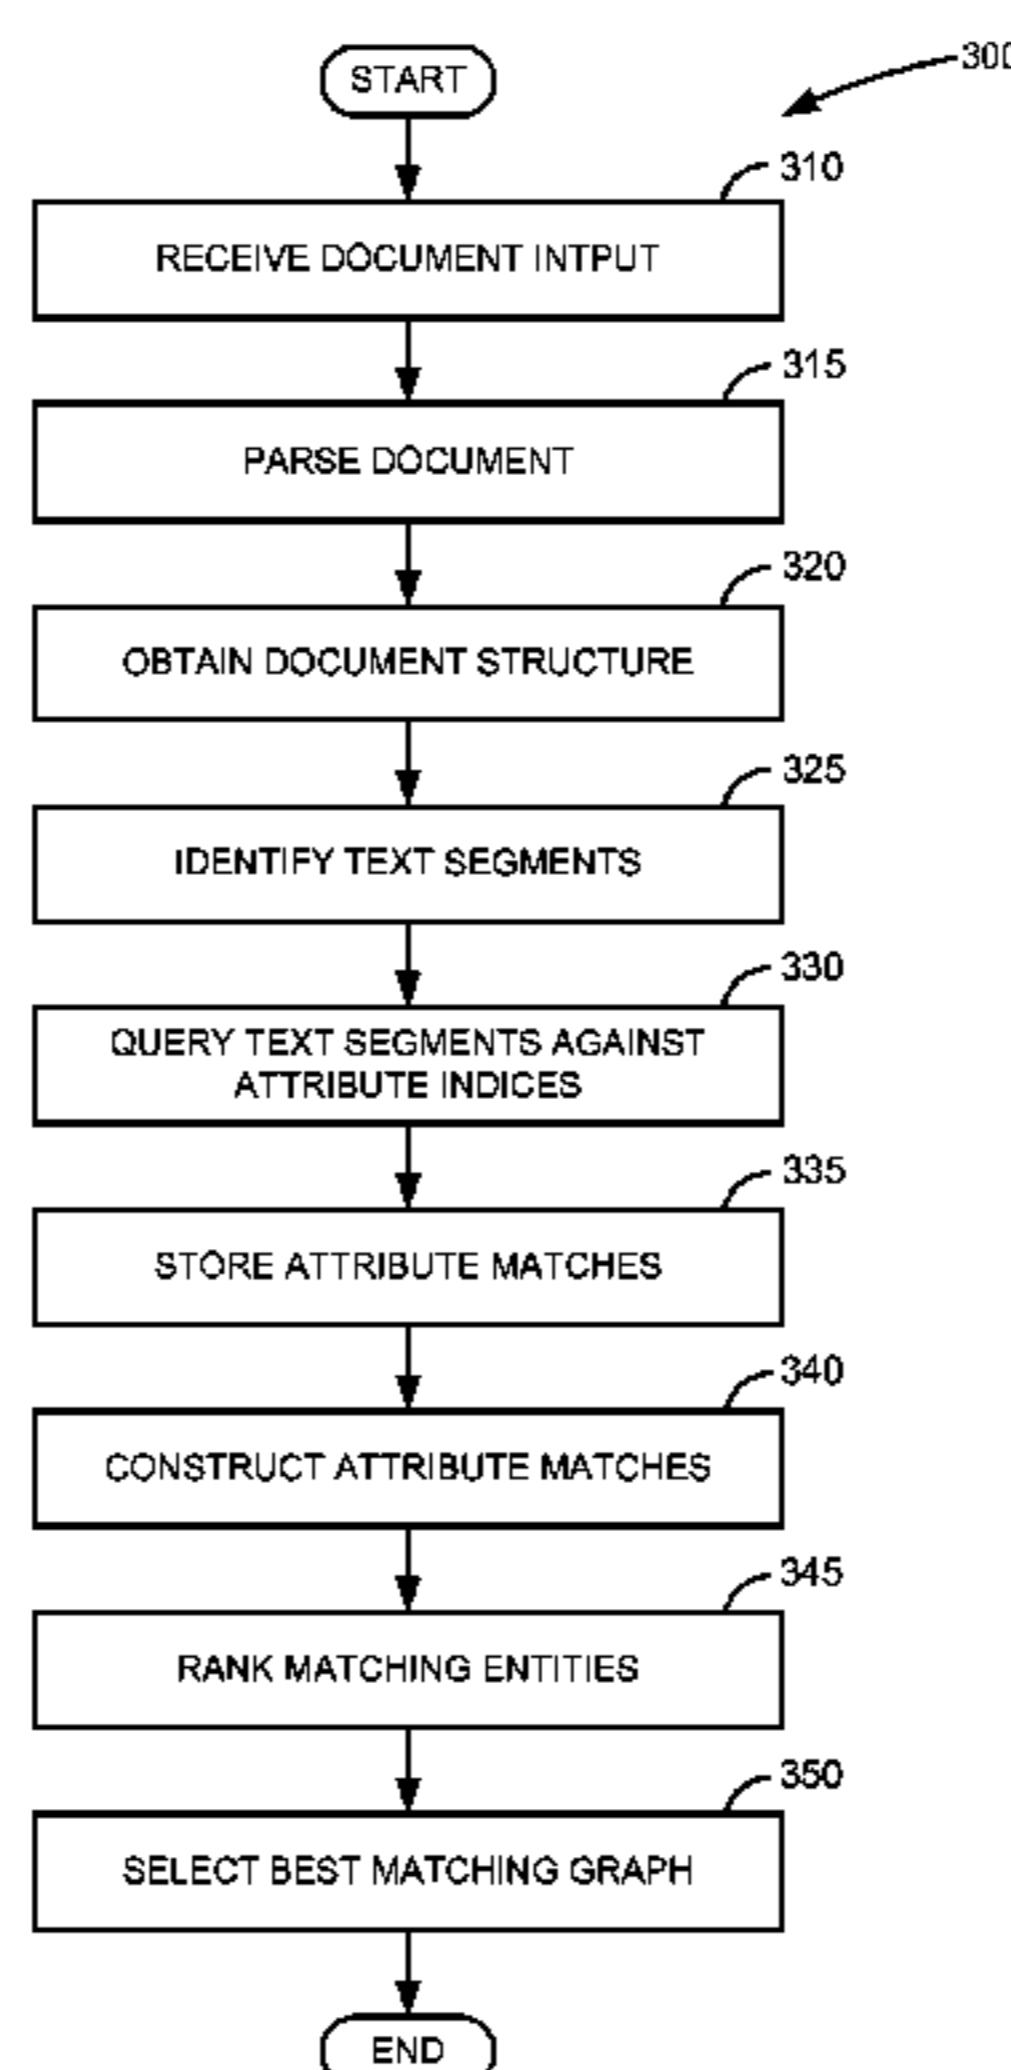 START
300
310
RECEIVE DOCUMENT INTPUT
315
PARSE DOCUMENT
320
OBTAIN DOCUMENT STRUCTURE
325
IDENTIFY TEXT SEGMENTS
330
QUERY TEXT SEGMENTS AGAINST
ATTRIBUTE INDICES
335
STORE ATTRIBUTE MATCHES
340
CONSTRUCT ATTRIBUTE MATCHES
345
RANK MATCHING ENTITIES
350
SELECT BEST MATCHING GRAPH
END